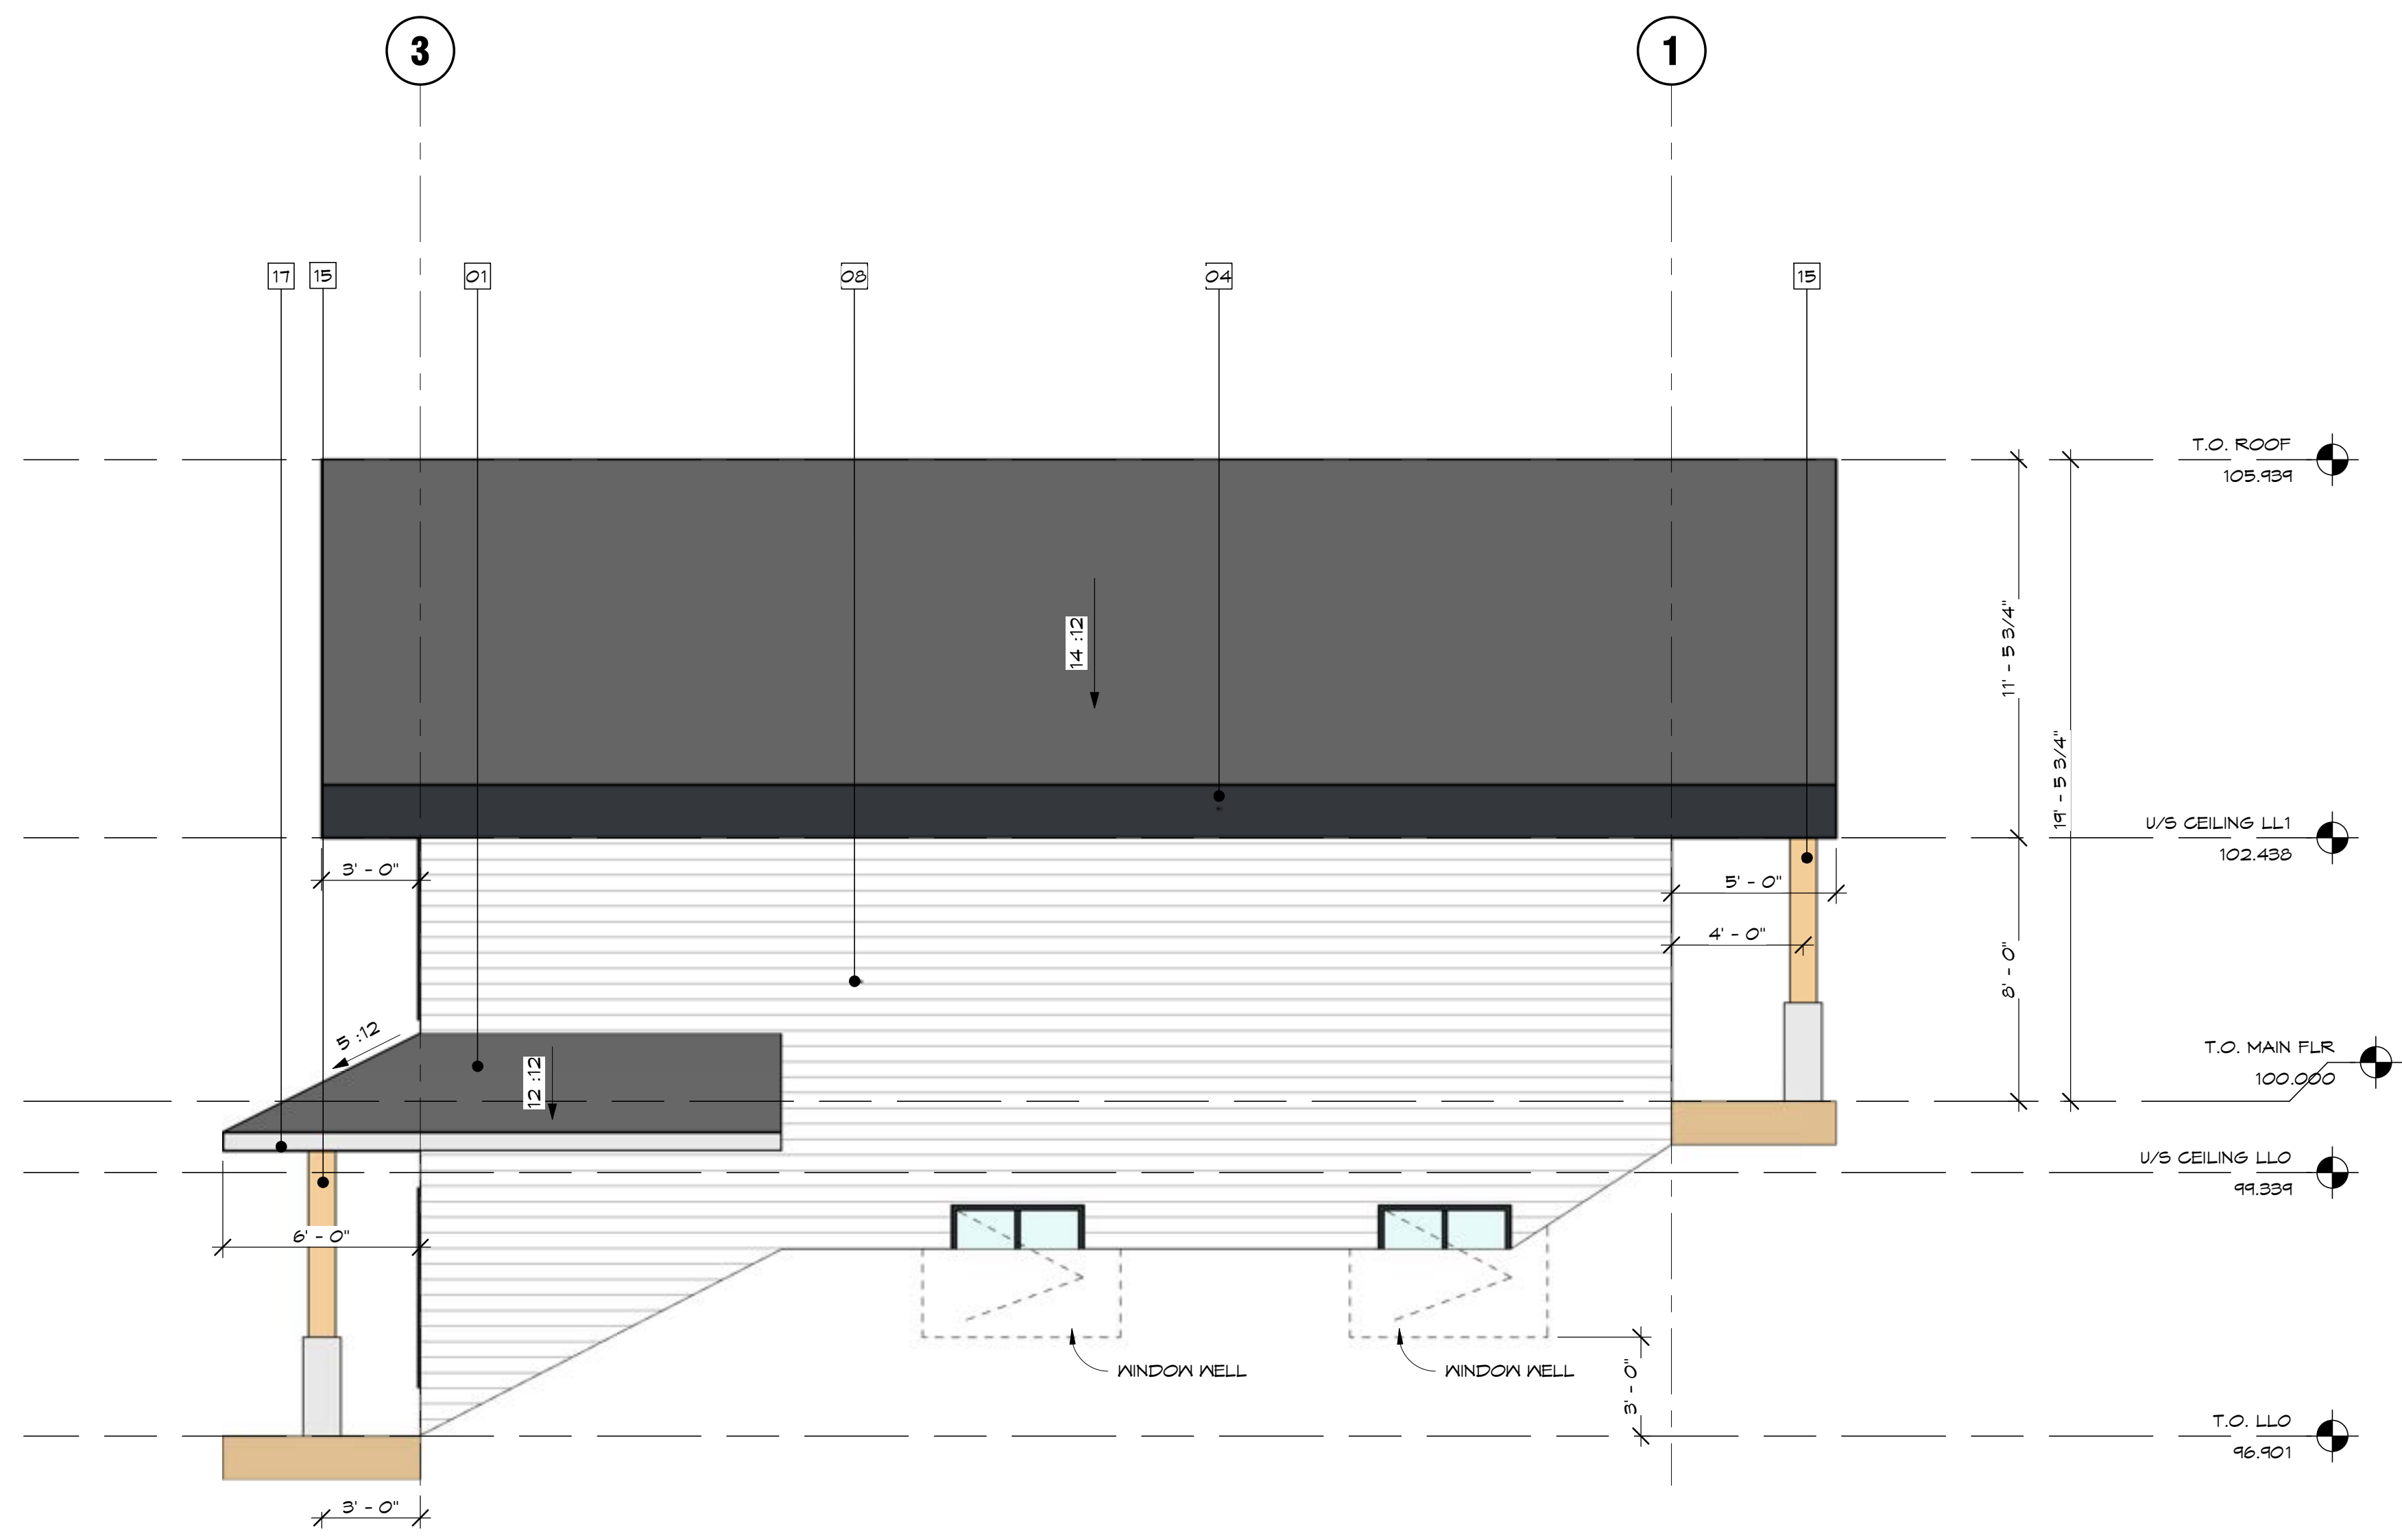 3
1
17
15
01
08
04
15
T.O. ROOF
105.939
14 :12
11' - 5 3/4"
19' - 5 3/4"
U/S CEILING LL1
102.438
3' - 0"
5' - 0"
4' - 0"
8' - 0"
5 :12
12 :12
T.O. MAIN FLR
100.000
U/S CEILING LL0
99.339
6' - 0"
WINDOW WELL
WINDOW WELL
3' - 0"
T.O. LL0
96.901
3' - 0"